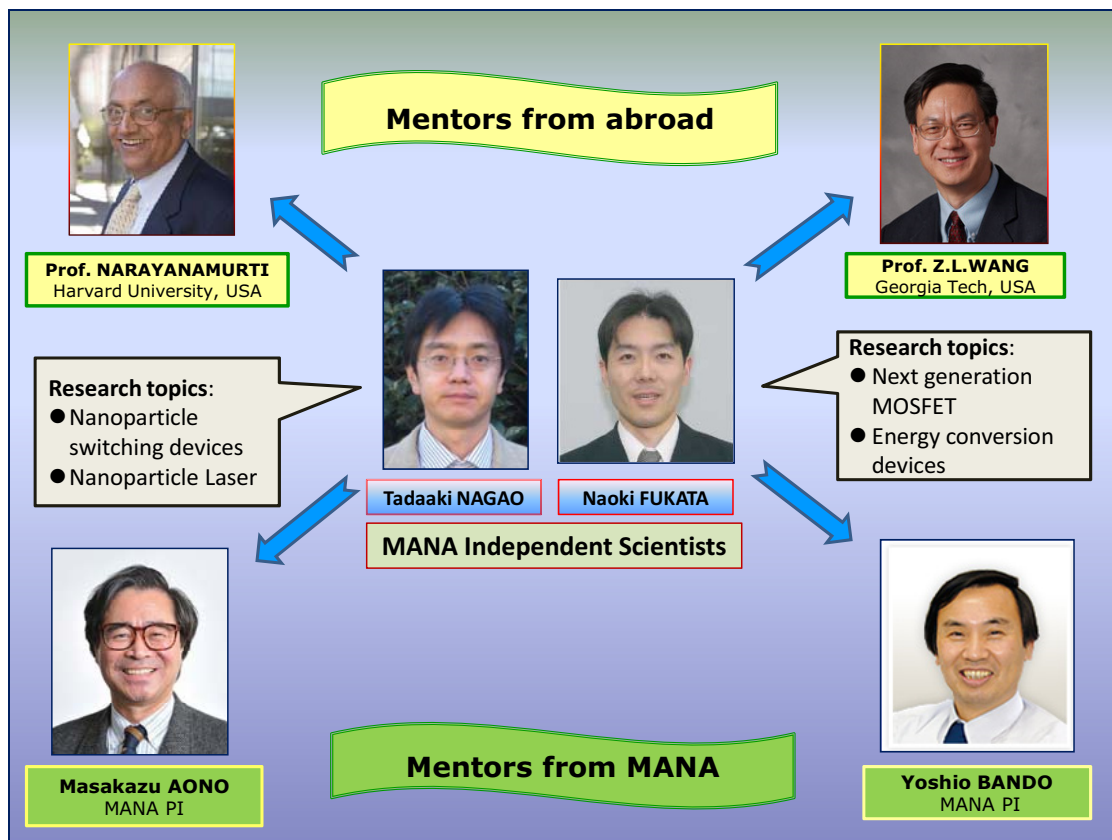 Mentors from abroad
Prof. NARAYANAMURTI
Harvard University, USA
Prof. Z.L.WANG
Georgia Tech, USA
Research topics:
● Nanoparticle
switching devices
● Nanoparticle Laser
Research topics:
● Next generation
MOSFET
● Energy conversion
devices
Tadaaki NAGAO
Naoki FUKATA
MANA Independent Scientists
Masakazu AONO
MANA PI
Mentors from MANA
Yoshio BANDO
MANA PI